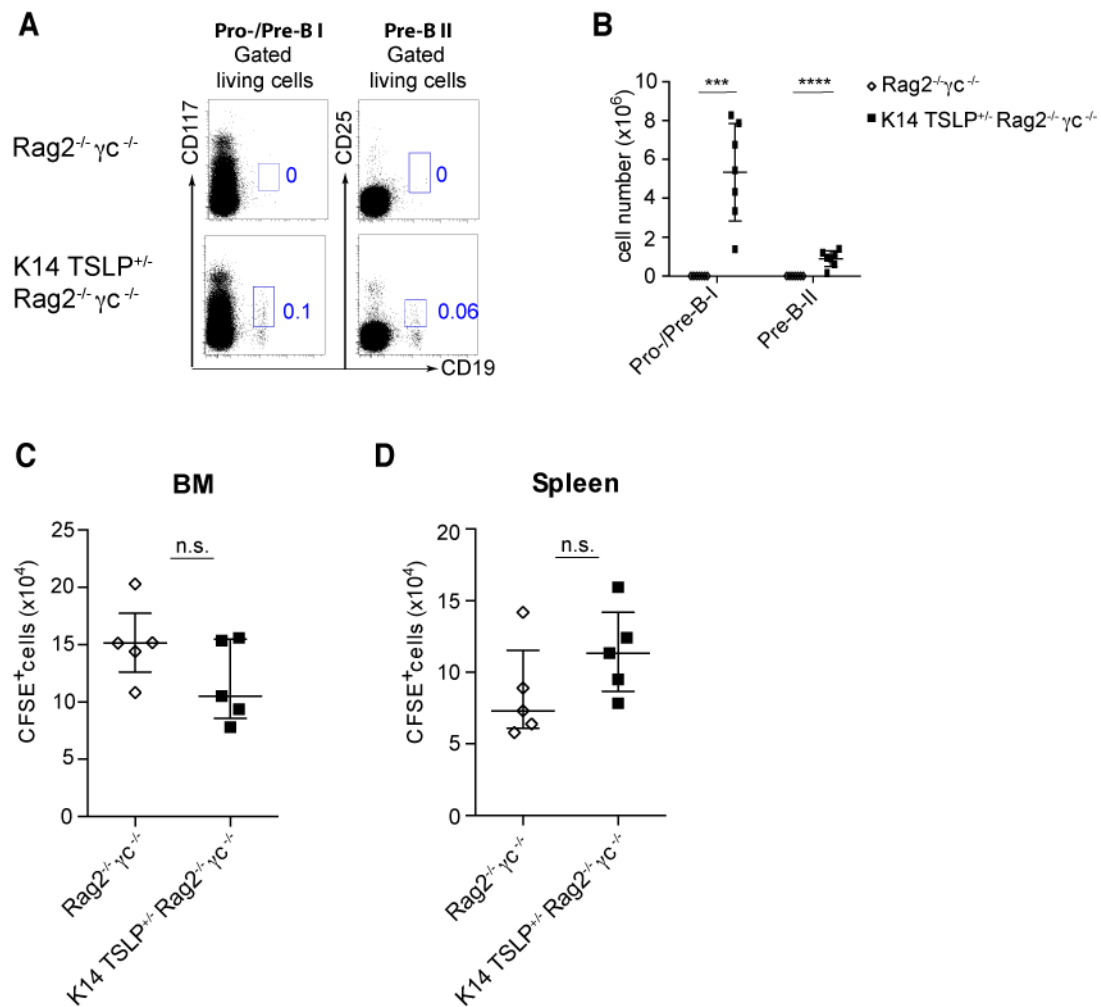 A
Pro-/Pre-B I
Gated
living cells
Pre-B II
Gated
living cells
Rag2-/- γc -/-
CD117
CD25
0
0
K14 TSLP+/-
Rag2-/- γc -/-
0.1
0.06
CD19
B
cell number (x10⁶)
10
8
6
4
2
0
***
****
Pro-/Pre-B-I
Pre-B-II
Rag2-/-γc -/-
K14 TSLP+/- Rag2-/- γc -/-
C
BM
CFSE+cells (x10⁴)
25
20
15
10
5
0
n.s.
Rag2-/- γc -/-
K14 TSLP+/- Rag2-/- γc -/-
D
Spleen
CFSE+cells (x10⁴)
20
15
10
5
0
n.s.
Rag2-/- γc -/-
K14 TSLP+/- Rag2-/- γc -/-